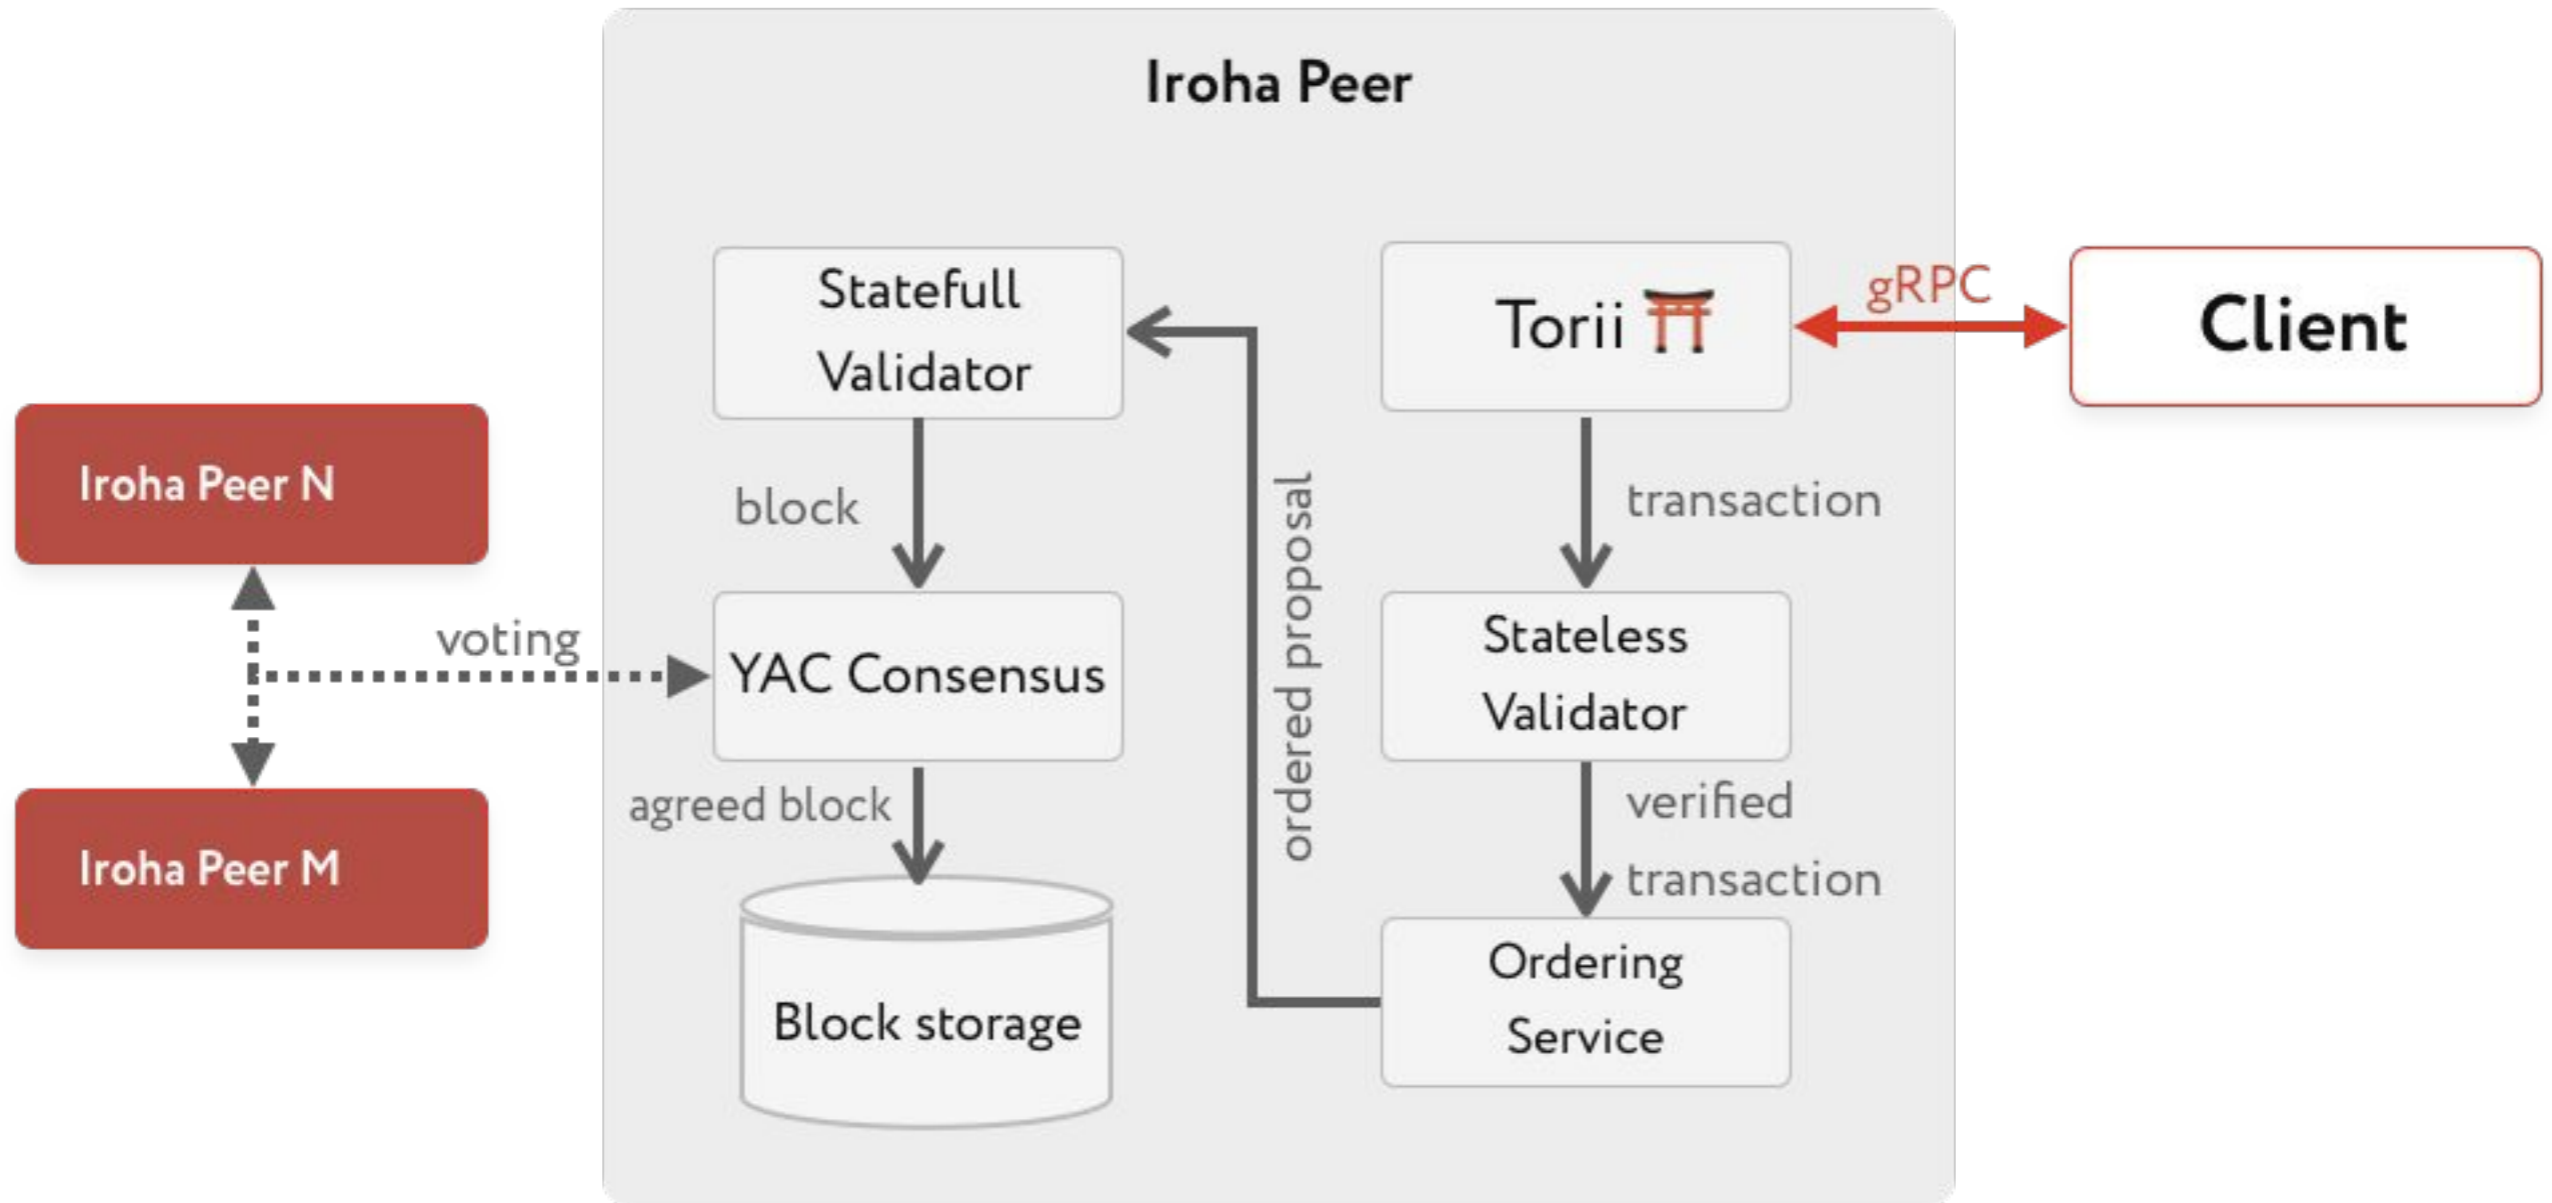 Iroha Peer
Statefull
Validator
Torii
gRPC
Client
Iroha Peer N
block
ordered proposal
transaction
voting
YAC Consensus
Stateless
Validator
agreed block
verified
transaction
Iroha Peer M
Block storage
Ordering
Service